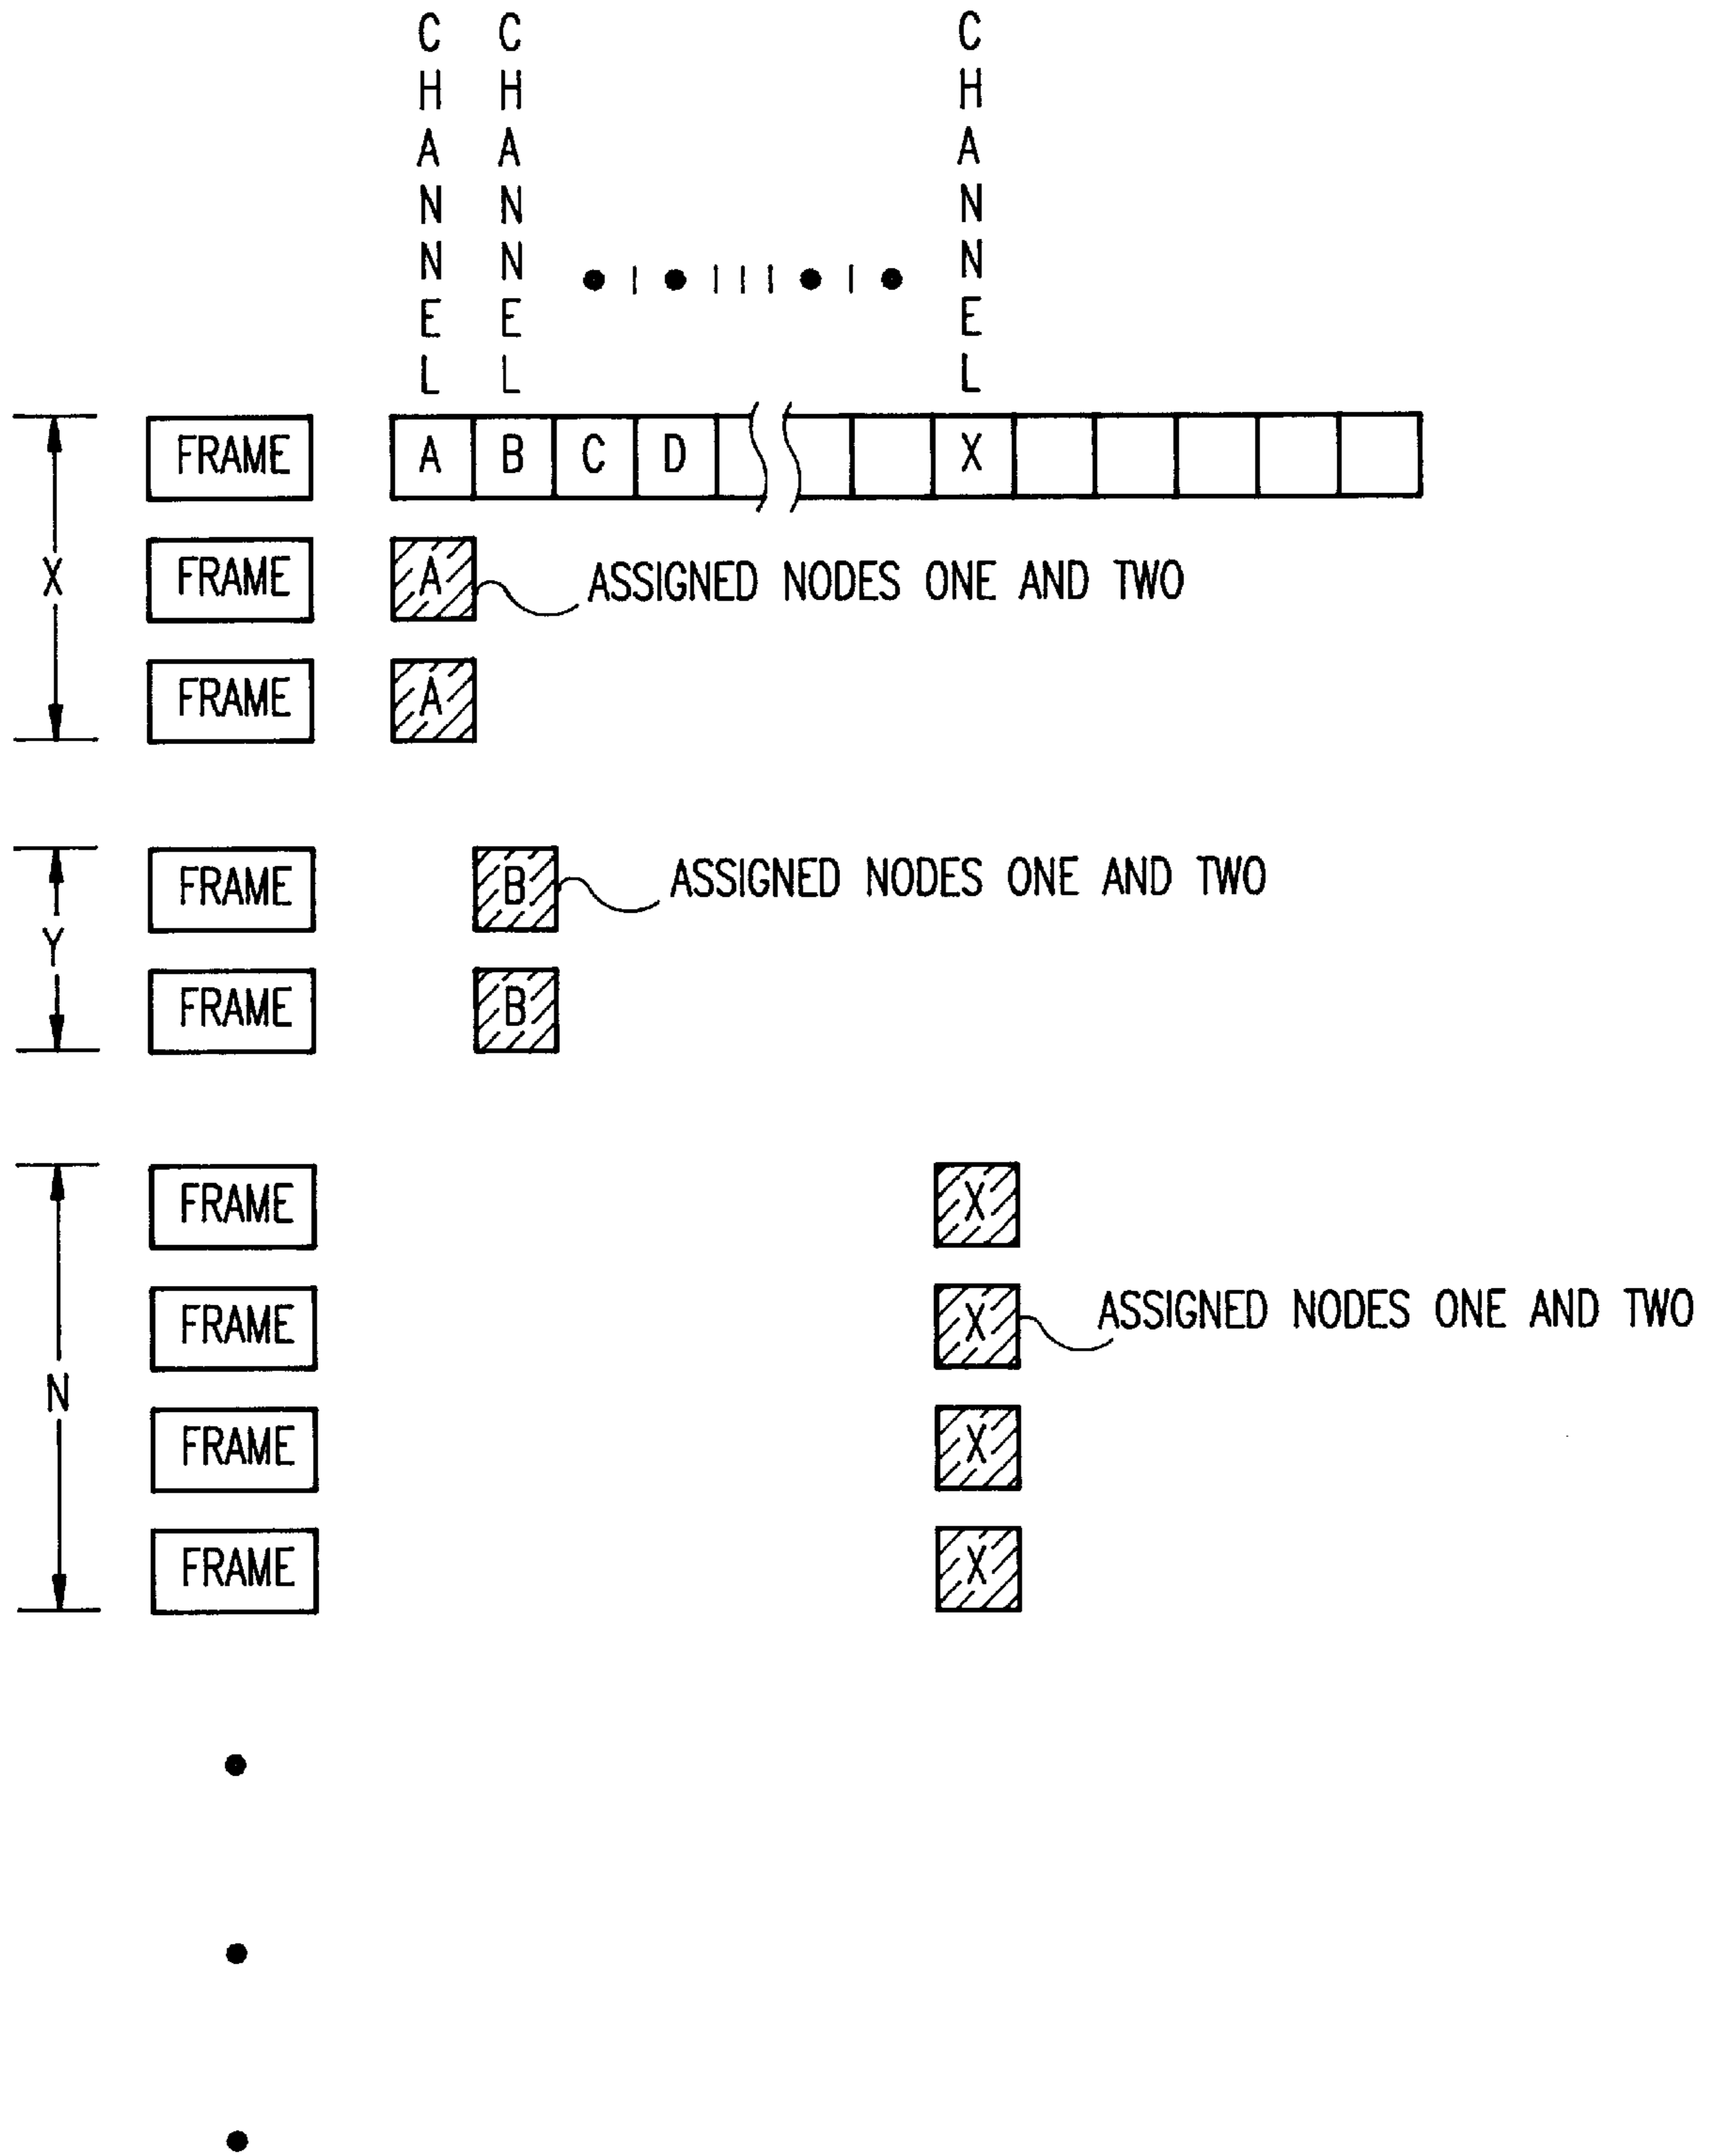 CHANNEL CHANNEL CHANNEL
FRAME A B C D X
X FRAME A ASSIGNED NODES ONE AND TWO
FRAME A
FRAME B ASSIGNED NODES ONE AND TWO
Y
FRAME B
FRAME X
FRAME X ASSIGNED NODES ONE AND TWO
N
FRAME X
FRAME X